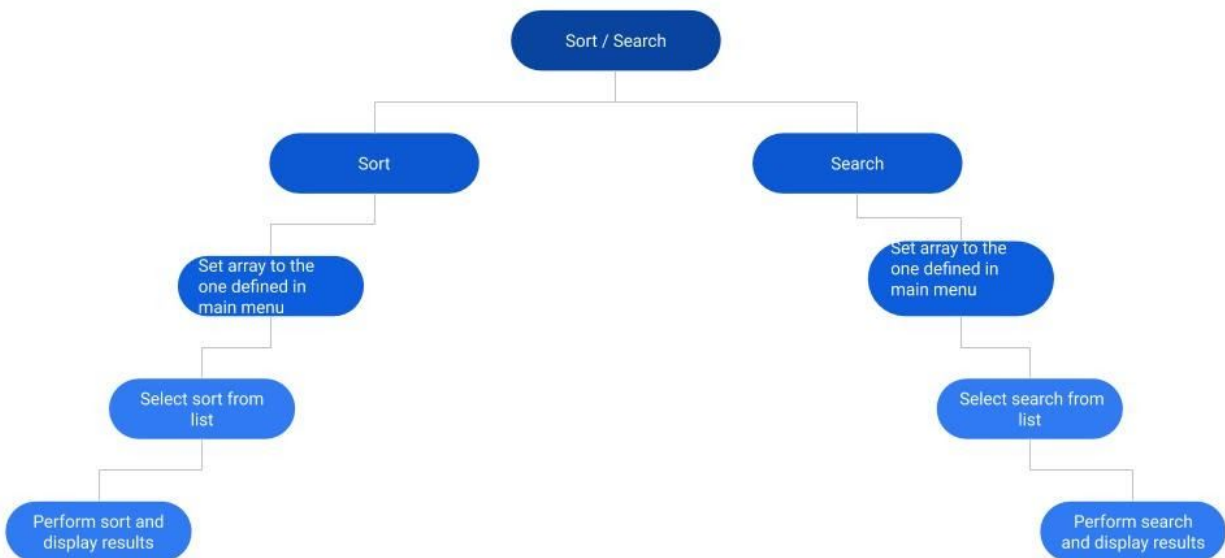 Sort / Search
Sort
Search
Set array to the
one defined in
main menu
Set array to the
one defined in
main menu
Select sort from
list
Select search from
list
Perform sort and
display results
Perform search
and display results